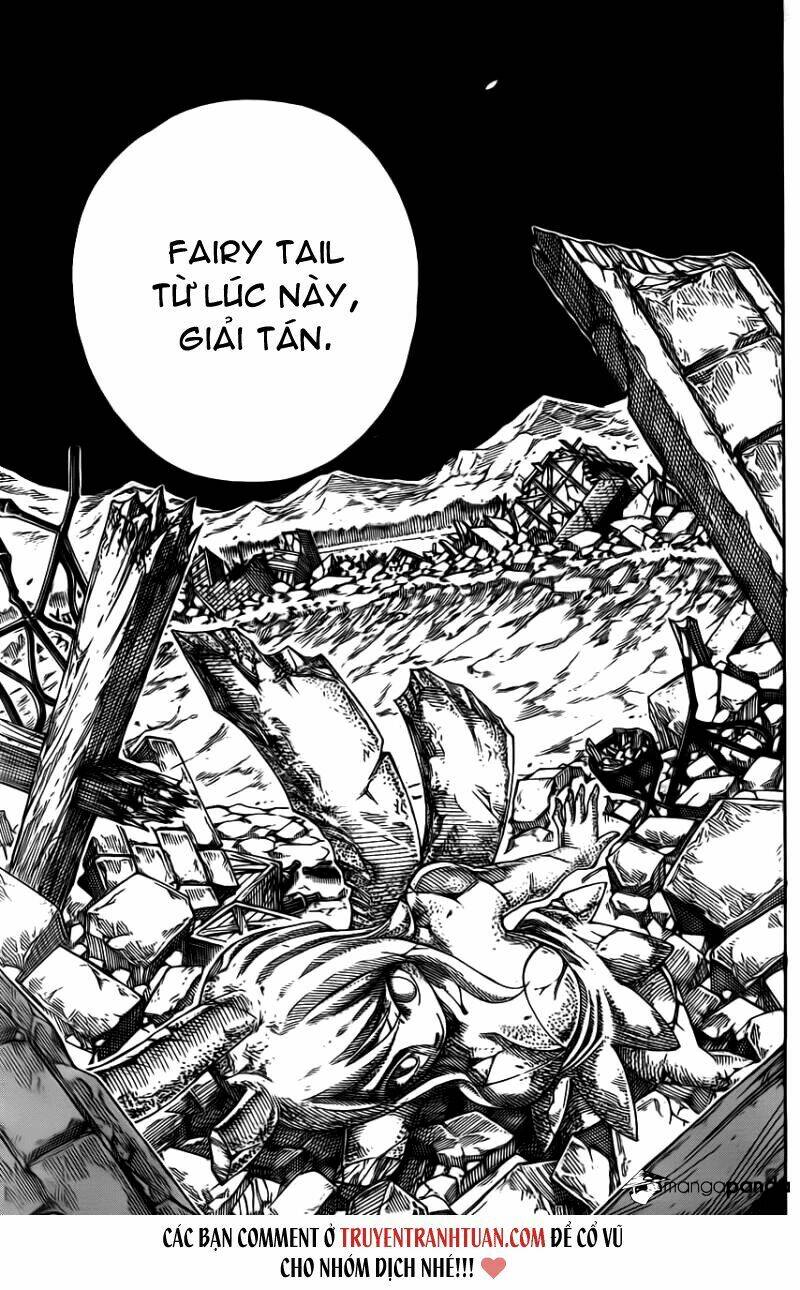 FAIRY TAIL
TỪ LÚC NÀY,
GIẢI TÁN.
mangapanda
CÁC BẠN COMMENT Ở TRUYENTRANHTUAN.COM ĐỂ CỔ VŨ
CHO NHÓM DỊCH NHÉ!!! ❤